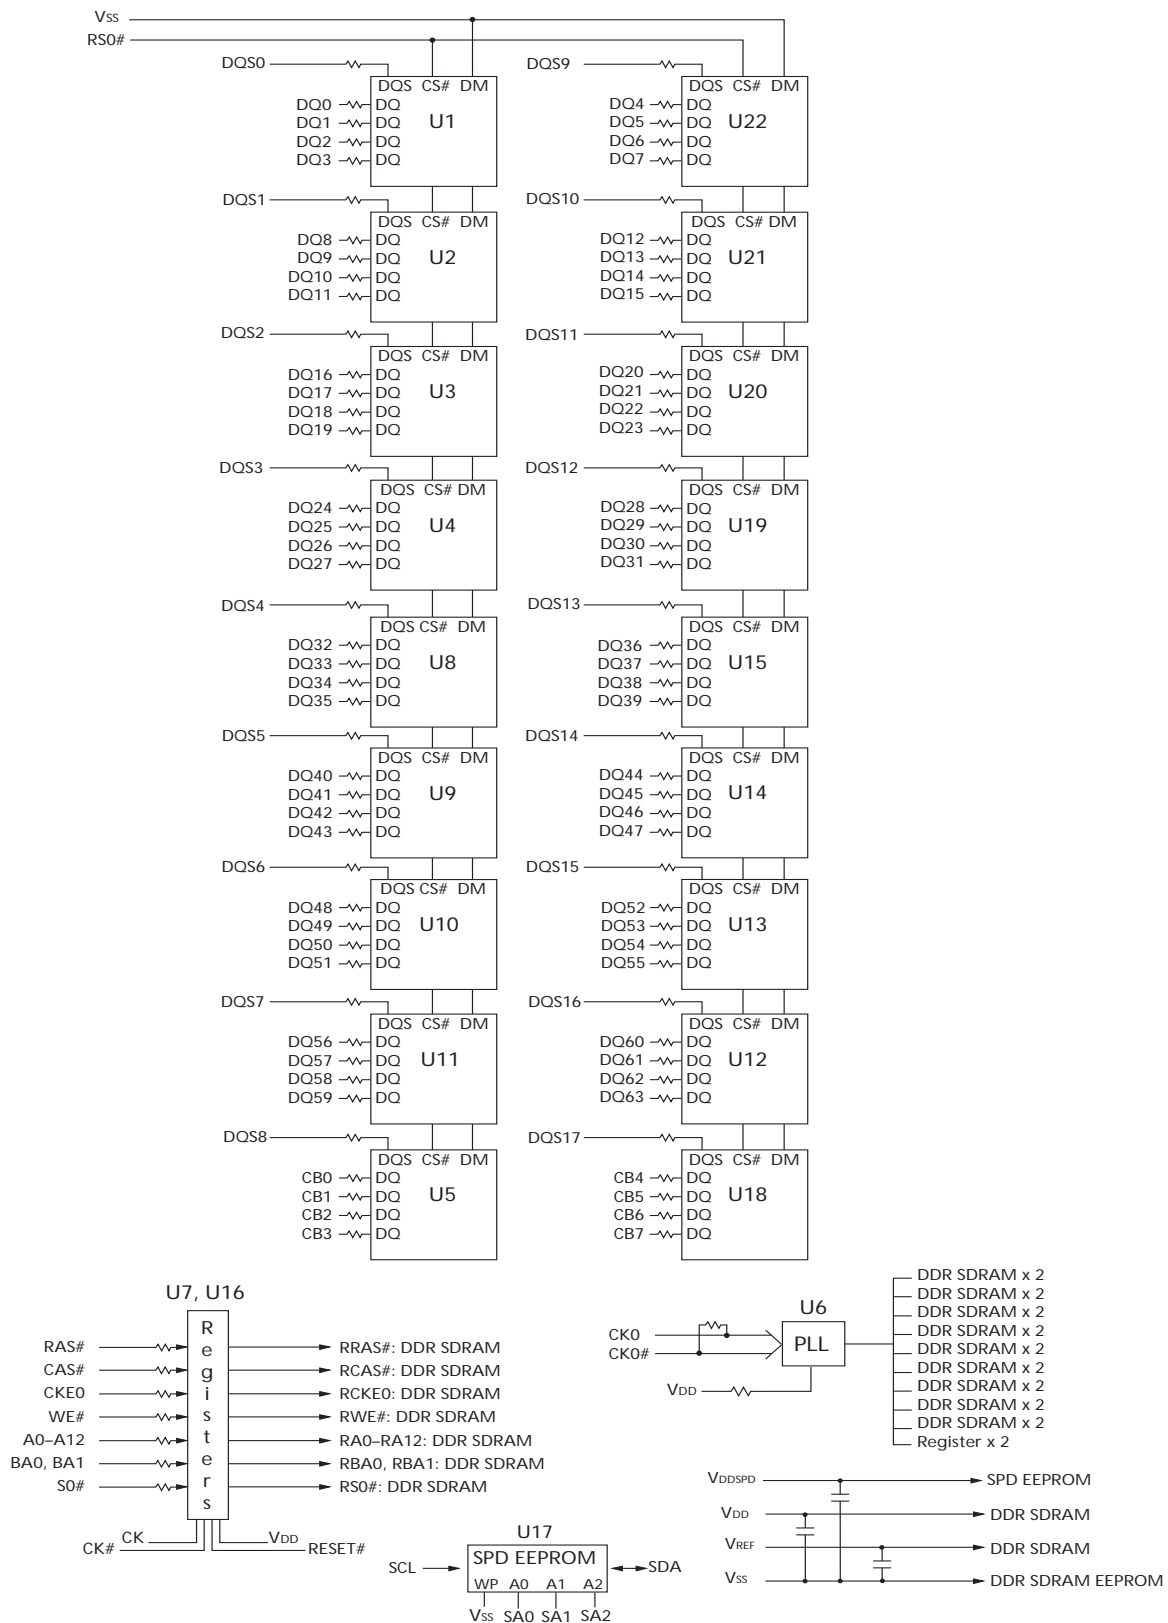 VSS
RS0#
DQS0
DQS9
DQS CS# DM
DQS CS# DM
DQ0 DQ
DQ1 DQ
DQ2 DQ
DQ3 DQ
U1
DQ4 DQ
DQ5 DQ
DQ6 DQ
DQ7 DQ
U22
DQS1
DQS10
DQS CS# DM
DQS CS# DM
DQ8 DQ
DQ9 DQ
DQ10 DQ
DQ11 DQ
U2
DQ12 DQ
DQ13 DQ
DQ14 DQ
DQ15 DQ
U21
DQS2
DQS11
DQS CS# DM
DQS CS# DM
DQ16 DQ
DQ17 DQ
DQ18 DQ
DQ19 DQ
U3
DQ20 DQ
DQ21 DQ
DQ22 DQ
DQ23 DQ
U20
DQS3
DQS12
DQS CS# DM
DQS CS# DM
DQ24 DQ
DQ25 DQ
DQ26 DQ
DQ27 DQ
U4
DQ28 DQ
DQ29 DQ
DQ30 DQ
DQ31 DQ
U19
DQS4
DQS13
DQS CS# DM
DQS CS# DM
DQ32 DQ
DQ33 DQ
DQ34 DQ
DQ35 DQ
U8
DQ36 DQ
DQ37 DQ
DQ38 DQ
DQ39 DQ
U15
DQS5
DQS14
DQS CS# DM
DQS CS# DM
DQ40 DQ
DQ41 DQ
DQ42 DQ
DQ43 DQ
U9
DQ44 DQ
DQ45 DQ
DQ46 DQ
DQ47 DQ
U14
DQS6
DQS15
DQS CS# DM
DQS CS# DM
DQ48 DQ
DQ49 DQ
DQ50 DQ
DQ51 DQ
U10
DQ52 DQ
DQ53 DQ
DQ54 DQ
DQ55 DQ
U13
DQS7
DQS16
DQS CS# DM
DQS CS# DM
DQ56 DQ
DQ57 DQ
DQ58 DQ
DQ59 DQ
U11
DQ60 DQ
DQ61 DQ
DQ62 DQ
DQ63 DQ
U12
DQS8
DQS17
DQS CS# DM
DQS CS# DM
CB0 DQ
CB1 DQ
CB2 DQ
CB3 DQ
U5
CB4 DQ
CB5 DQ
CB6 DQ
CB7 DQ
U18
U7, U16
Registers
RAS#
CAS#
CKE0
WE#
A0–A12
BA0, BA1
S0#
RRAS#: DDR SDRAM
RCAS#: DDR SDRAM
RCKE0: DDR SDRAM
RWE#: DDR SDRAM
RA0–RA12: DDR SDRAM
RBA0, RBA1: DDR SDRAM
RS0#: DDR SDRAM
CK
CK#
VDD
RESET#
U6
PLL
CK0
CK0#
VDD
DDR SDRAM x 2
DDR SDRAM x 2
DDR SDRAM x 2
DDR SDRAM x 2
DDR SDRAM x 2
DDR SDRAM x 2
DDR SDRAM x 2
DDR SDRAM x 2
DDR SDRAM x 2
Register x 2
U17
SPD EEPROM
SCL
SDA
WP A0 A1 A2
VSS SA0 SA1 SA2
VDDSPD
SPD EEPROM
VDD
DDR SDRAM
VREF
DDR SDRAM
VSS
DDR SDRAM EEPROM